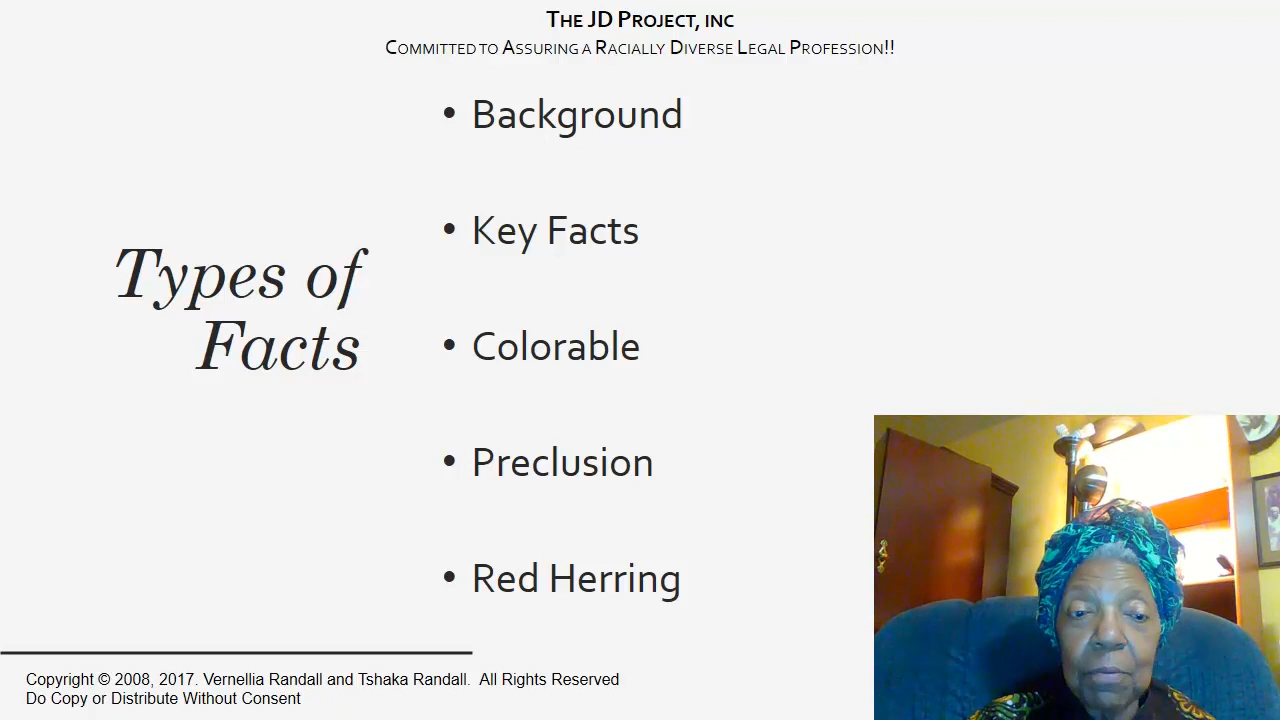 THE JD PROJECT, INC
COMMITTED TO ASSURING A RACIALLY DIVERSE LEGAL PROFESSION!!
Types of
Facts
• Background
• Key Facts
• Colorable
• Preclusion
• Red Herring
Copyright © 2008, 2017. Vernellia Randall and Tshaka Randall. All Rights Reserved
Do Copy or Distribute Without Consent